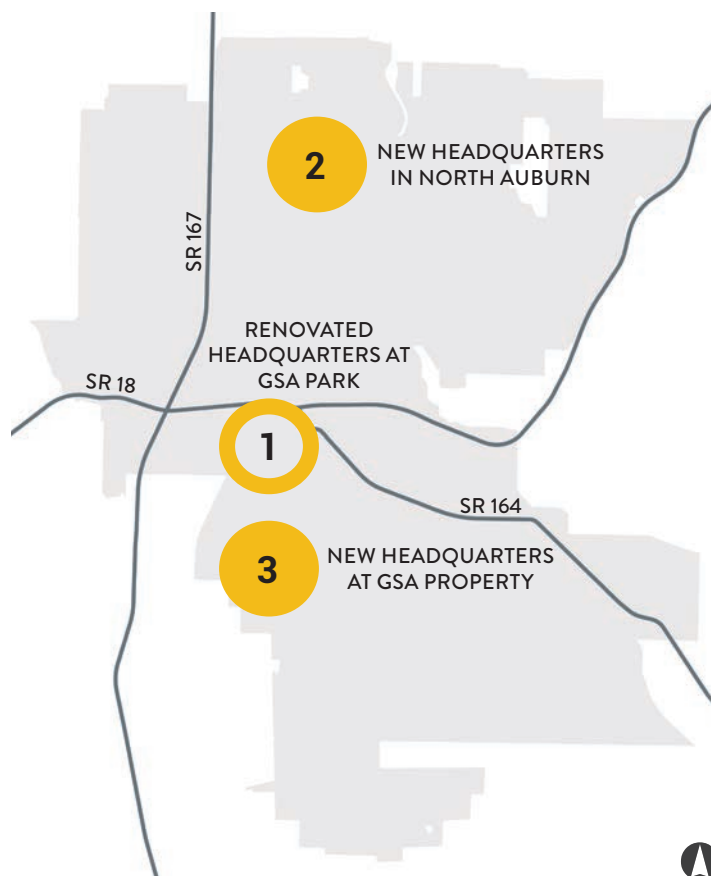 2
NEW HEADQUARTERS
IN NORTH AUBURN
SR 167
RENOVATED
HEADQUARTERS AT
GSA PARK
SR 18
1
SR 164
3
NEW HEADQUARTERS
AT GSA PROPERTY